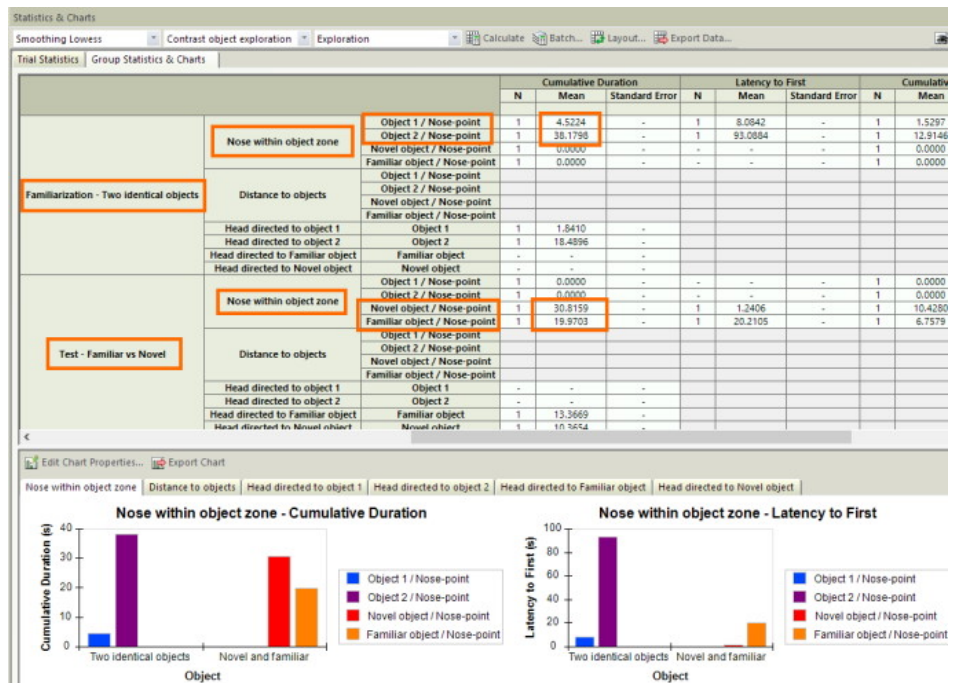 Statistics & Charts
Smoothing Lowess Contrast object exploration Exploration Calculate Batch... Layout... Export Data...
Trial Statistics Group Statistics & Charts
Cumulative Duration Latency to First Cumulativ
N Mean Standard Error N Mean Standard Error N Mean
Familiarization - Two identical objects
Nose within object zone
Object 1 / Nose-point 1 4.5224 - 1 8.0842 - 1 1.5297
Object 2 / Nose-point 1 38.1798 - 1 93.0884 - 1 12.9146
Novel object / Nose-point 1 0.0000 - - - - 1 0.0000
Familiar object / Nose-point 1 0.0000 - - - - 1 0.0000
Distance to objects
Object 1 / Nose-point
Object 2 / Nose-point
Novel object / Nose-point
Familiar object / Nose-point
Head directed to object 1 Object 1 1 1.8410 -
Head directed to object 2 Object 2 1 18.4896 -
Head directed to Familiar object Familiar object - - -
Head directed to Novel object Novel object - - -
Test - Familiar vs Novel
Nose within object zone
Object 1 / Nose-point 1 0.0000 - - - - 1 0.0000
Object 2 / Nose-point 1 0.0000 - - - - 1 0.0000
Novel object / Nose-point 1 30.8159 - 1 1.2406 - 1 10.4280
Familiar object / Nose-point 1 19.9703 - 1 20.2105 - 1 6.7579
Distance to objects
Object 1 / Nose-point
Object 2 / Nose-point
Novel object / Nose-point
Familiar object / Nose-point
Head directed to object 1 Object 1 - - -
Head directed to object 2 Object 2 - - -
Head directed to Familiar object Familiar object 1 13.3669 -
Head directed to Novel object Novel object 1 10.3654 -
Edit Chart Properties... Export Chart
Nose within object zone Distance to objects Head directed to object 1 Head directed to object 2 Head directed to Familiar object Head directed to Novel object
Nose within object zone - Cumulative Duration
Cumulative Duration (s)
40
30
20
10
0
Two identical objects Novel and familiar
Object
Object 1 / Nose-point
Object 2 / Nose-point
Novel object / Nose-point
Familiar object / Nose-point
Nose within object zone - Latency to First
Latency to First (s)
100
80
60
40
20
0
Two identical objects Novel and familiar
Object
Object 1 / Nose-point
Object 2 / Nose-point
Novel object / Nose-point
Familiar object / Nose-point